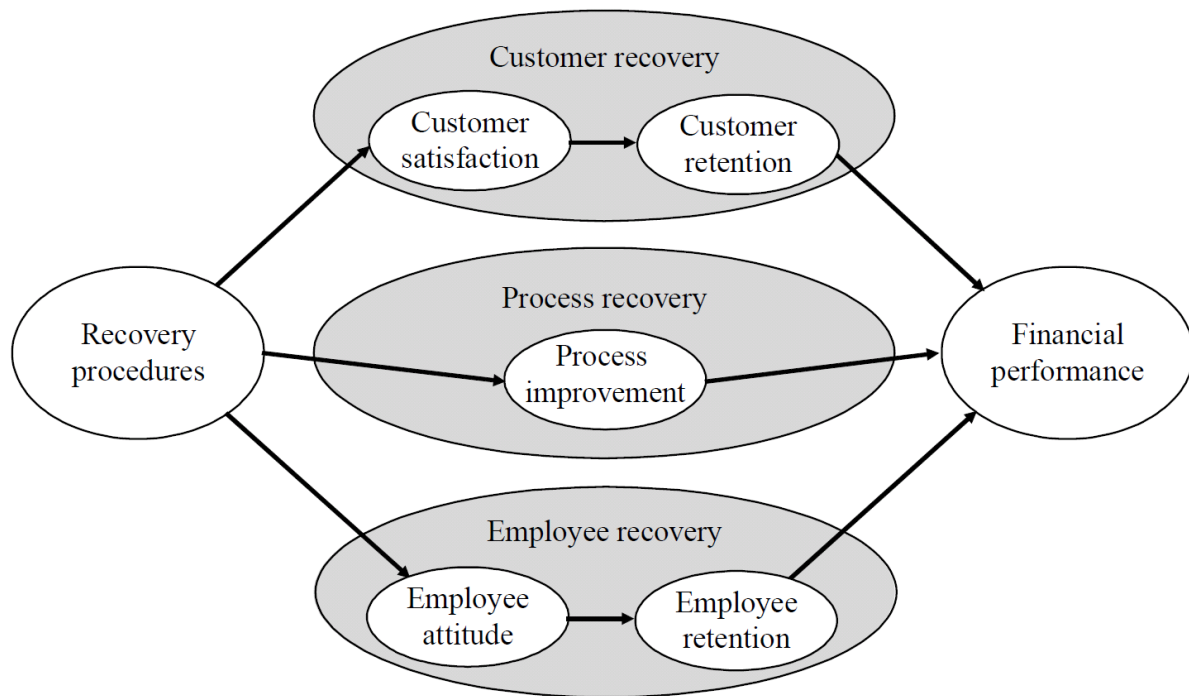 Customer recovery
Customer
satisfaction
Customer
retention
Recovery
procedures
Process recovery
Process
improvement
Financial
performance
Employee recovery
Employee
attitude
Employee
retention